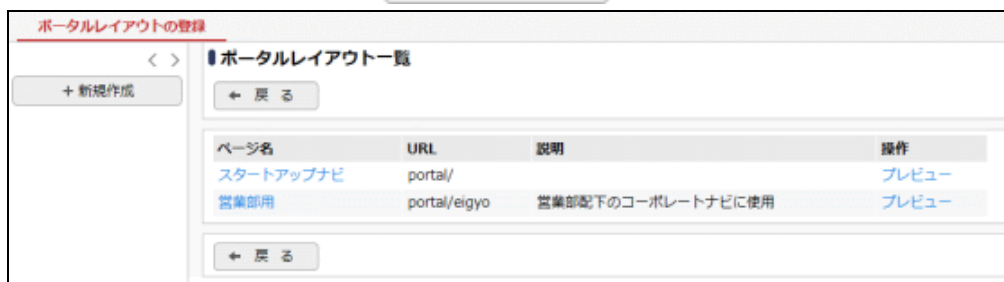 ポータルレイアウトの登録
< >
+ 新規作成
ポータルレイアウト一覧
← 戻 る
ページ名 URL 説明 操作
スタートアップナビ portal/ プレビュー
営業部用 portal/eigyo 営業部配下のコーポレートナビに使用 プレビュー
← 戻 る